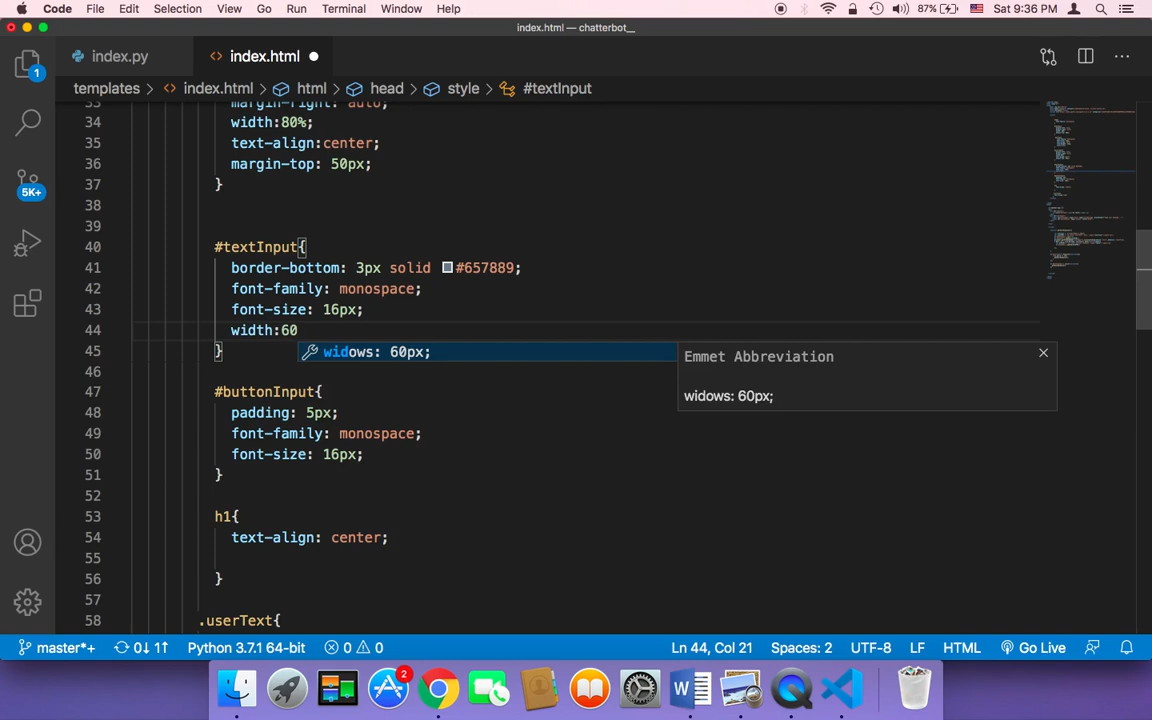 Code File Edit Selection View Go Run Terminal Window Help 87% Sat 9:36 PM
index.html — chatterbot__
index.py index.html
templates > index.html > html > head > style > #textInput
1
5K+
33 margin-right: auto;
34 width:80%;
35 text-align:center;
36 margin-top: 50px;
37 }
38
39
40 #textInput{
41 border-bottom: 3px solid #657889;
42 font-family: monospace;
43 font-size: 16px;
44 width:60
45 }
widows: 60px;
Emmet Abbreviation
widows: 60px;
46
47 #buttonInput{
48 padding: 5px;
49 font-family: monospace;
50 font-size: 16px;
51 }
52
53 h1{
54 text-align: center;
55
56 }
57
58 .userText{
master*+ 0↓ 1↑ Python 3.7.1 64-bit 0 0 Ln 44, Col 21 Spaces: 2 UTF-8 LF HTML Go Live
2